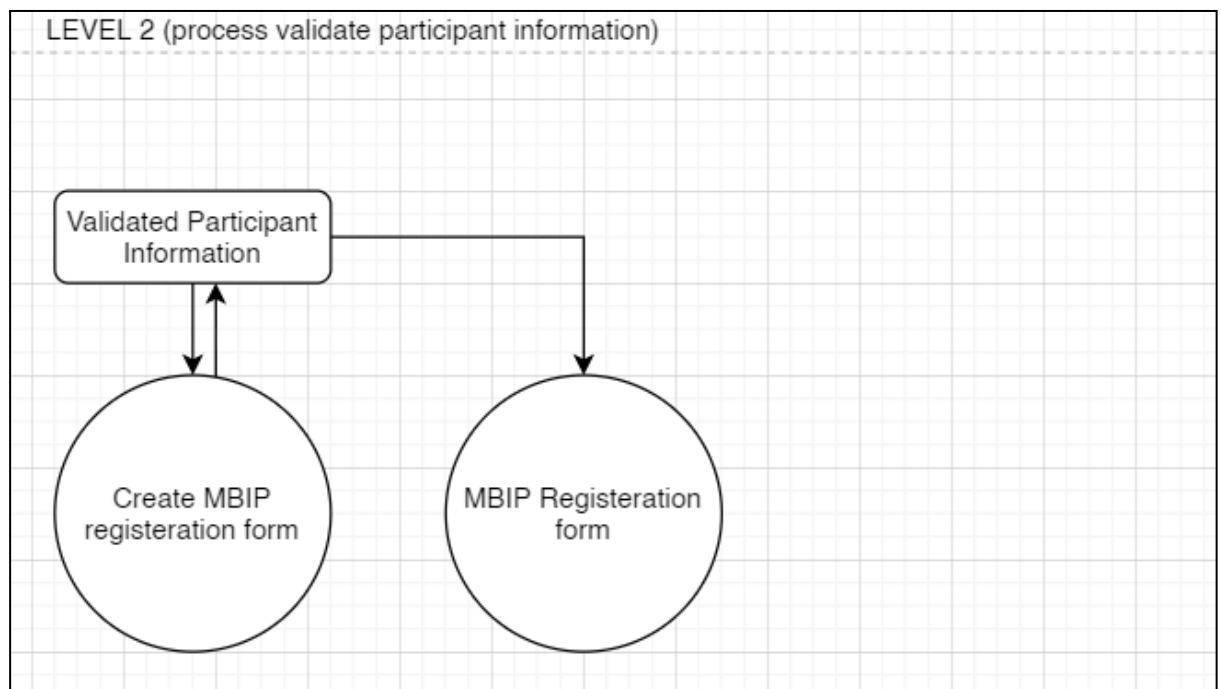 LEVEL 2 (process validate participant information)
Validated Participant
Information
Create MBIP
registeration form
MBIP Registeration
form